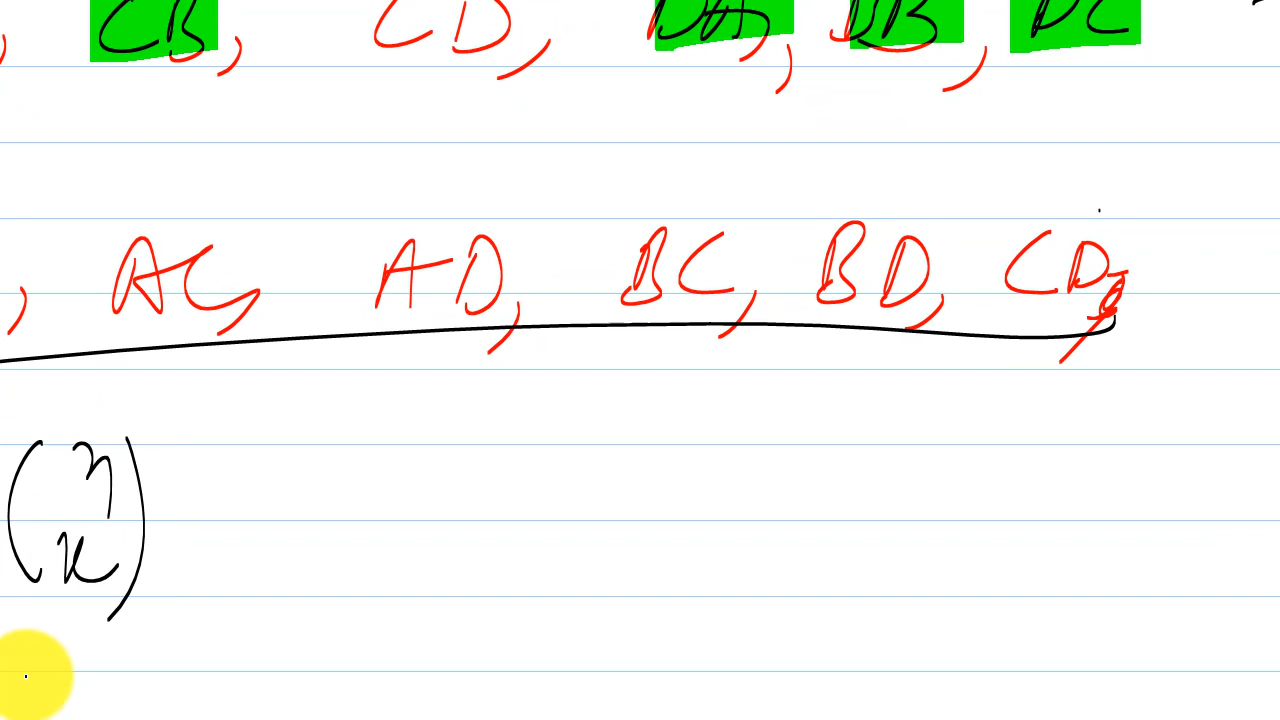 , CB, CD, DA, DB, DC
, AC, AD, BC, BD, CD
(n
x)